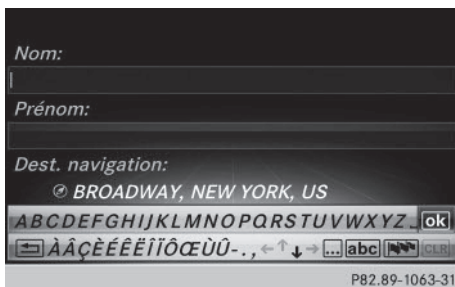 Nom:
Prénom:
Dest. navigation:
BROADWAY, NEW YORK, US
ABCDEFGHIJKLMNOPQRSTUVWXYZ_ ok
ÀÂÇÈÉÊËÎÏÔŒÙÛ-., ←↑↓→ ... abc CLR
P82.89-1063-31